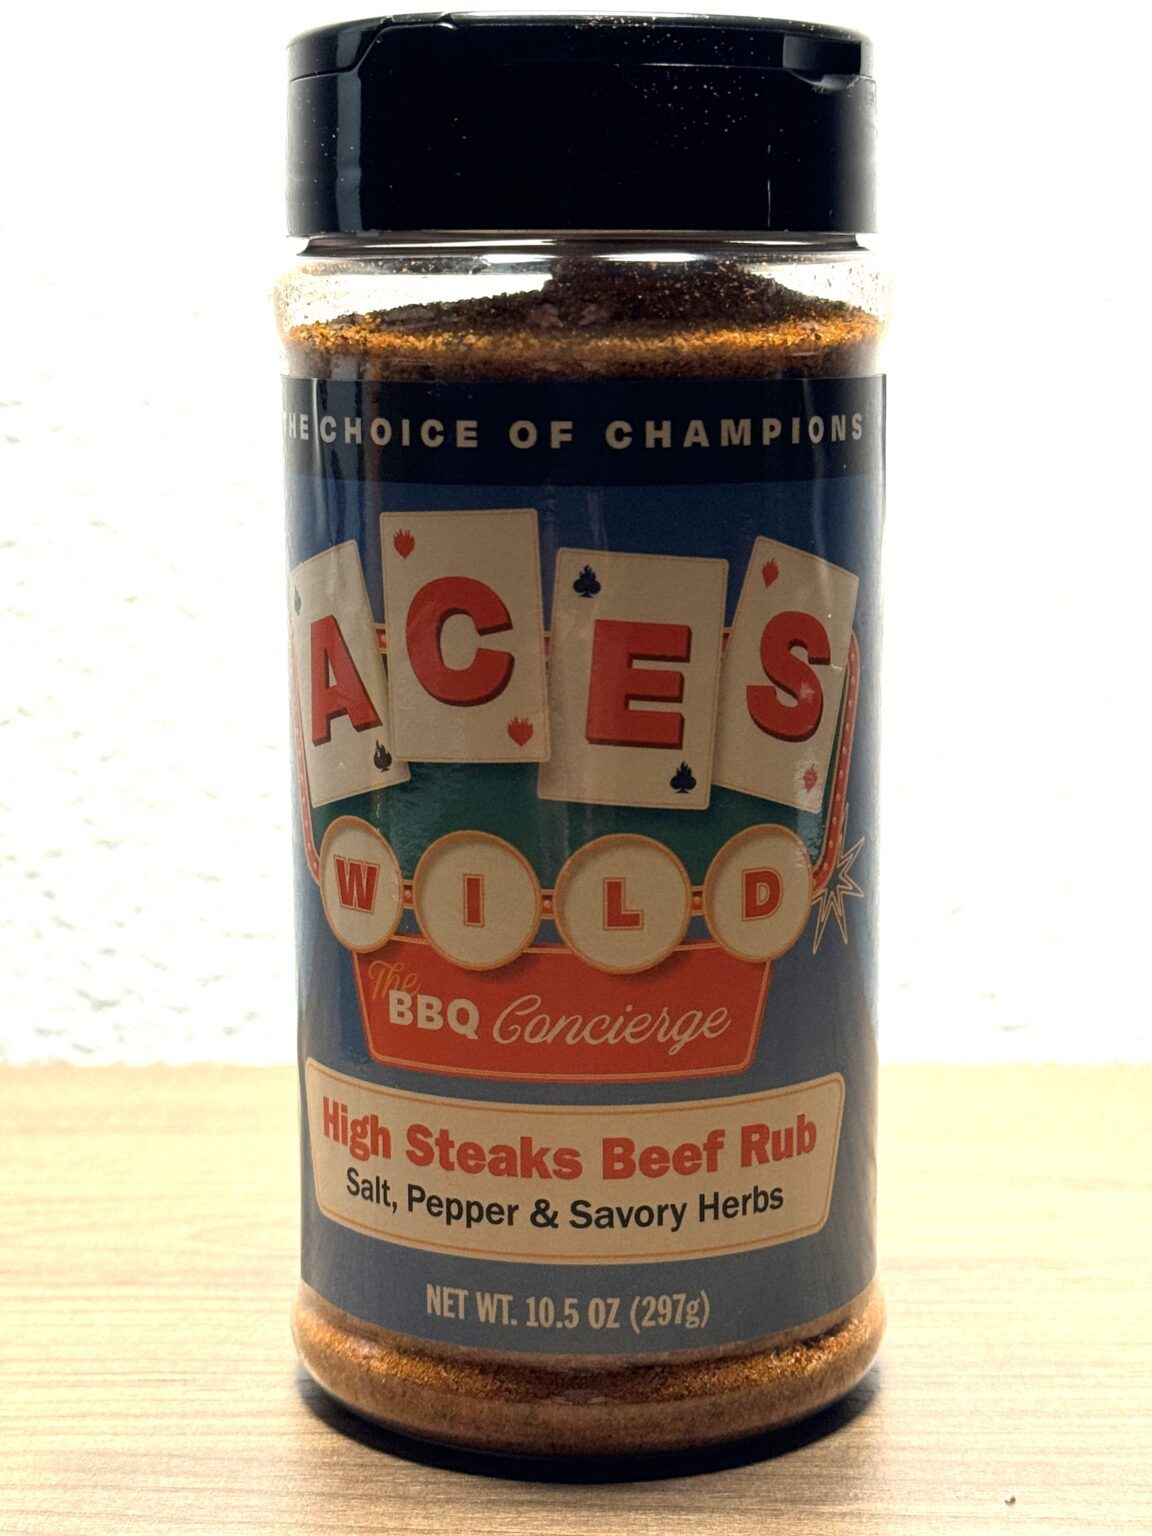 THE CHOICE OF CHAMPIONS
ACES
WILD
The
BBQ Concierge
High Steaks Beef Rub
Salt, Pepper & Savory Herbs
NET WT. 10.5 OZ (297g)